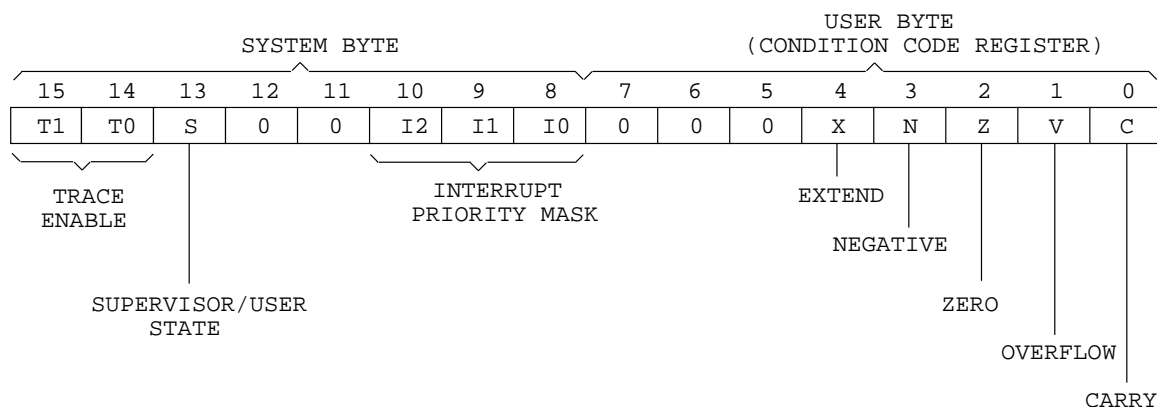 USER BYTE
SYSTEM BYTE (CONDITION CODE REGISTER)
15 14 13 12 11 10 9 8 7 6 5 4 3 2 1 0
T1 T0 S 0 0 I2 I1 I0 0 0 0 X N Z V C
TRACE
ENABLE
INTERRUPT
PRIORITY MASK
EXTEND
NEGATIVE
SUPERVISOR/USER
STATE
ZERO
OVERFLOW
CARRY